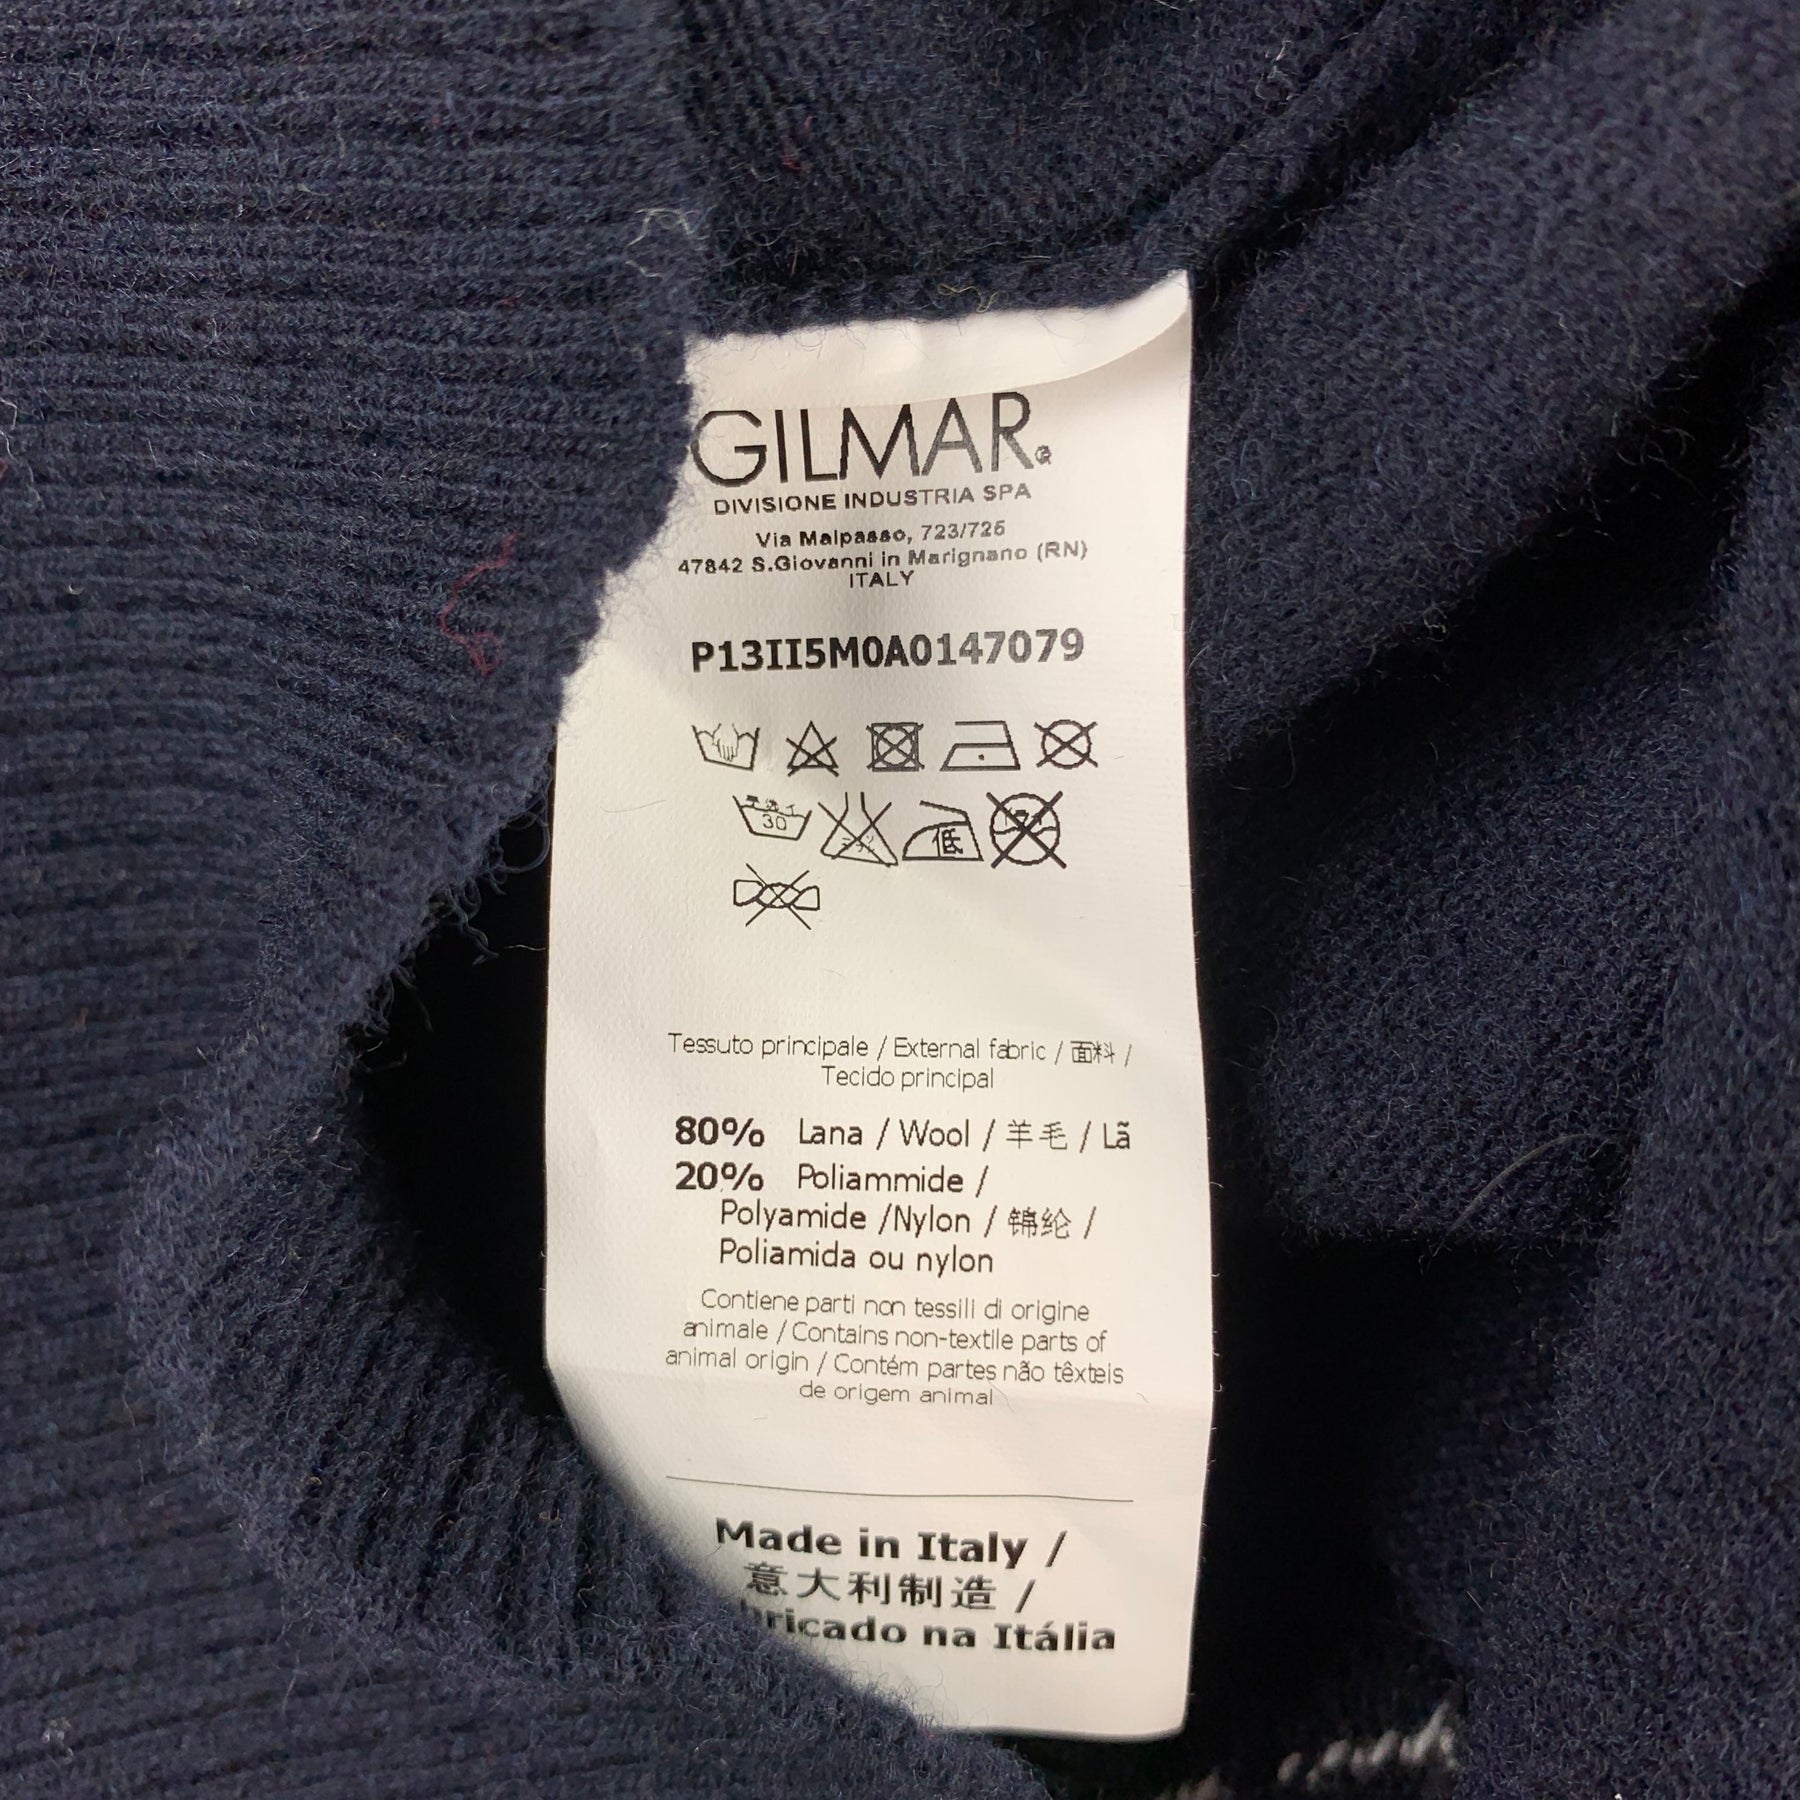 GILMAR®
DIVISIONE INDUSTRIA SPA
Via Malpasso, 723/725
47842 S.Giovanni in Marignano (RN)
ITALY
P13II5M0A0147079
30
低
Tessuto principale / External fabric / 面料 /
Tecido principal
80% Lana / Wool / 羊毛 / Lã
20% Poliammide /
Polyamide /Nylon / 锦纶 /
Poliamida ou nylon
Contiene parti non tessili di origine
animale / Contains non-textile parts of
animal origin / Contém partes não têxteis
de origem animal
Made in Italy /
意大利制造 /
bricado na Itália